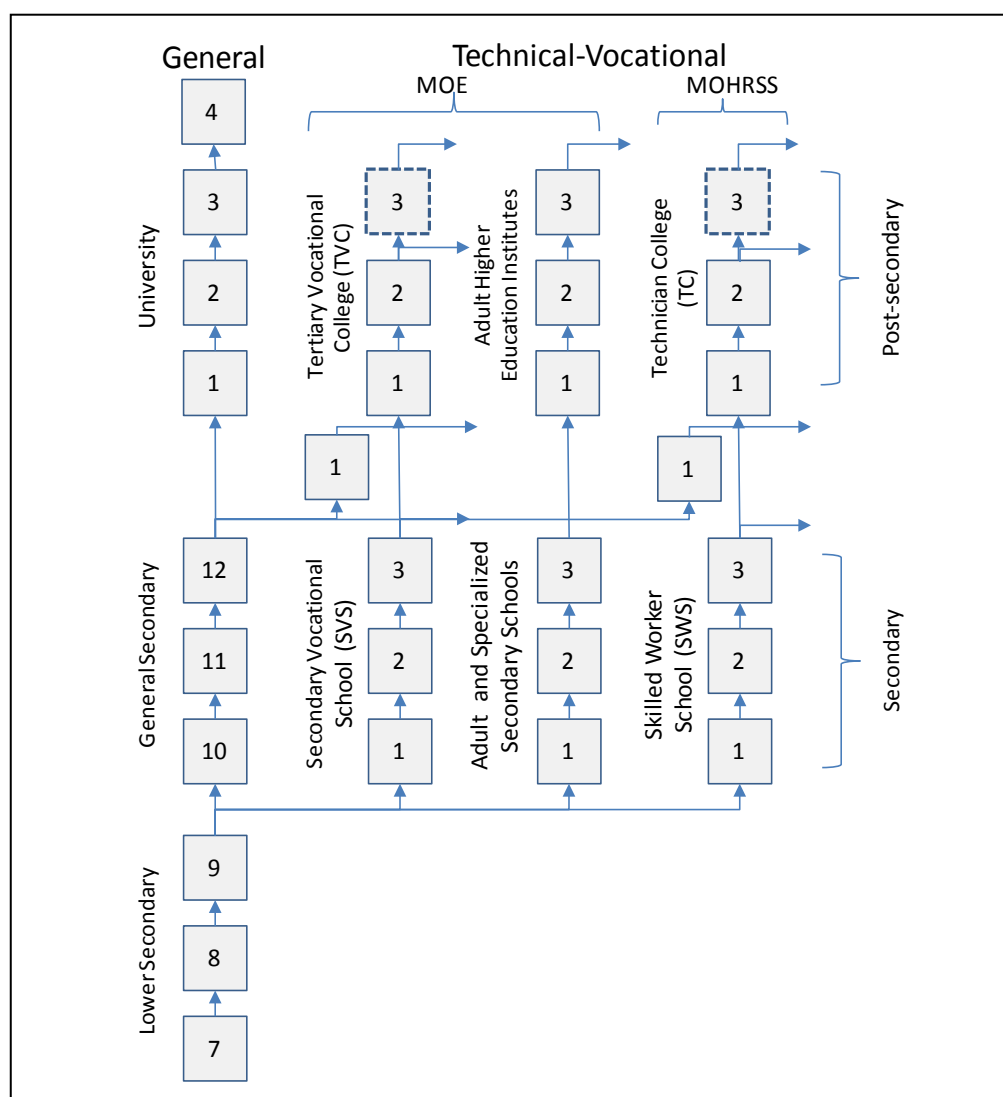 General
Technical-Vocational
MOE
MOHRSS
4
3
3
3
3
University
Tertiary Vocational
College (TVC)
Adult Higher
Education Institutes
Technician College
(TC)
Post-secondary
2
2
2
2
1
1
1
1
1
1
12
3
3
3
General Secondary
Secondary Vocational
School (SVS)
Adult and Specialized
Secondary Schools
Skilled Worker
School (SWS)
Secondary
11
2
2
2
10
1
1
1
9
Lower Secondary
8
7